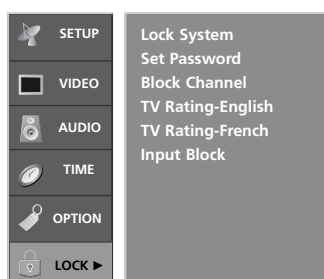 SETUP
VIDEO
AUDIO
TIME
OPTION
LOCK ►
Lock System
Set Password
Block Channel
TV Rating-English
TV Rating-French
Input Block